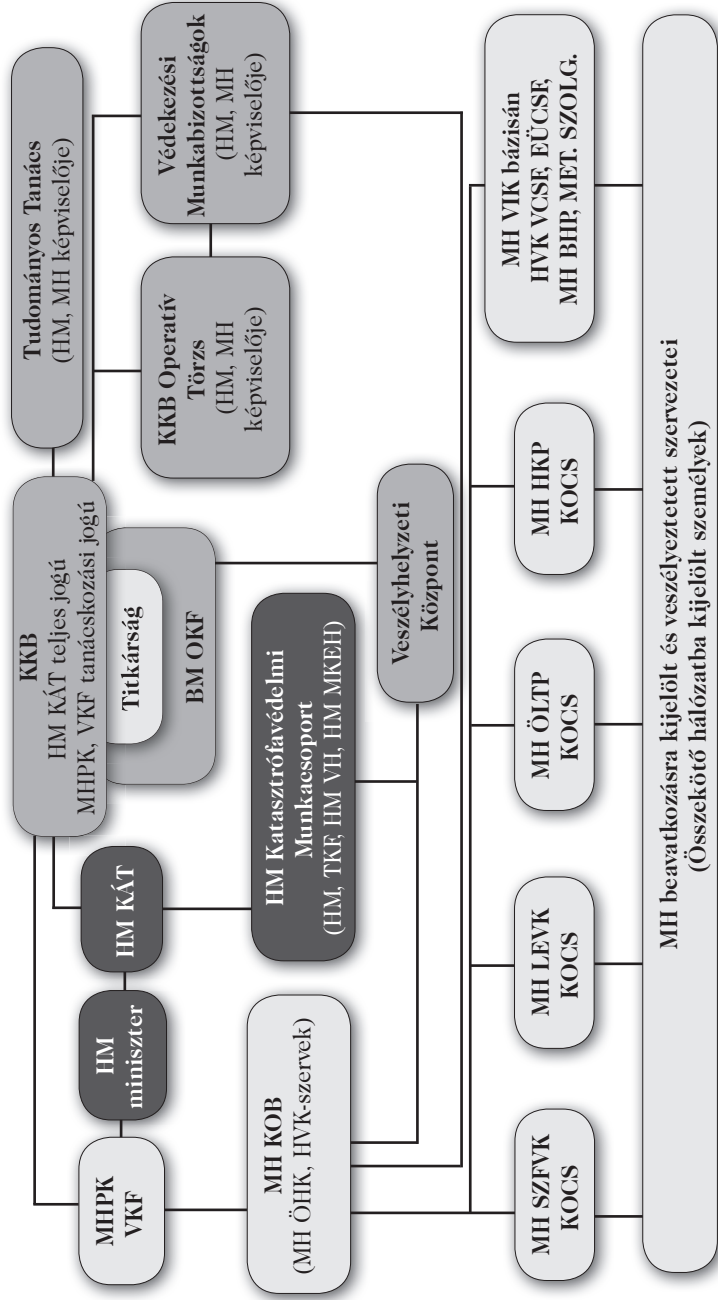 KKB
HM KÁT teljes jogú
MHPK, VKF tanácskozási jogú
Titkárság
BM OKF
Tudományos Tanács
(HM, MH képviselője)
MHPK
VKF
HM
miniszter
HM KÁT
KKB Operatív
Törzs
(HM, MH
képviselője)
Védekezési
Munkabizottságok
(HM, MH
képviselője)
MH KOB
(MH ÖHK, HVK-szervek)
HM Katasztrófavédelmi
Munkacsoport
(HM, TKF, HM VH, HM MKEH)
Veszélyhelyzeti
Központ
MH SZFVK
KOCS
MH LEVK
KOCS
MH ÖLTP
KOCS
MH HKP
KOCS
MH VIK bázisán
HVK VCSF, EÜCSF,
MH BHP, MET. SZOLG.
MH beavatkozásra kijelölt és veszélyeztetett szervezetei
(Összekötő hálózatba kijelölt személyek)